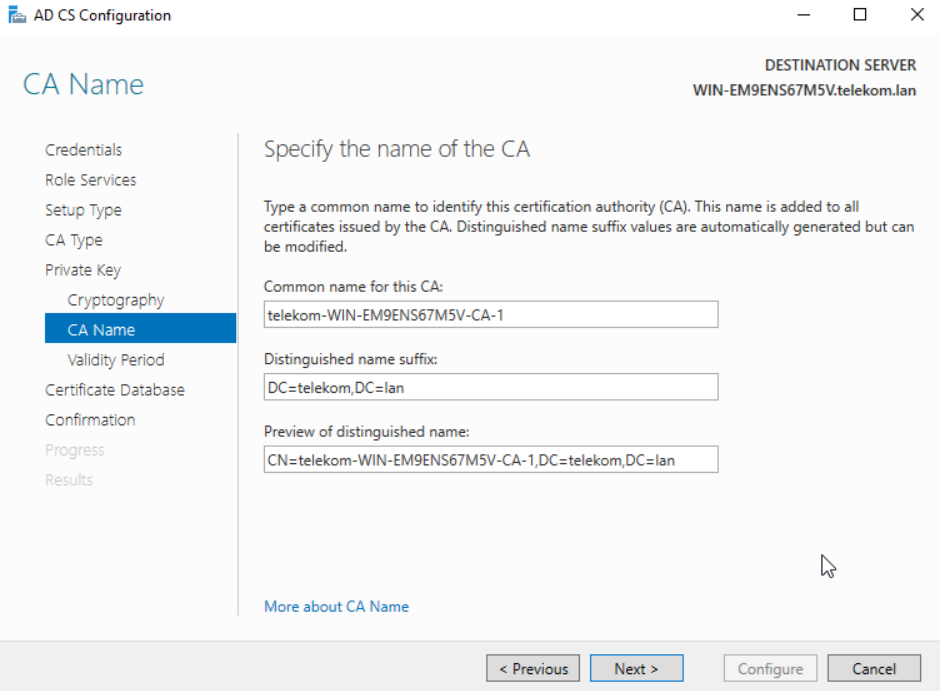 AD CS Configuration
CA Name
DESTINATION SERVER
WIN-EM9ENS67M5V.telekom.lan
Credentials
Role Services
Setup Type
CA Type
Private Key
Cryptography
CA Name
Validity Period
Certificate Database
Confirmation
Progress
Results
Specify the name of the CA
Type a common name to identify this certification authority (CA). This name is added to all
certificates issued by the CA. Distinguished name suffix values are automatically generated but can
be modified.
Common name for this CA:
telekom-WIN-EM9ENS67M5V-CA-1
Distinguished name suffix:
DC=telekom,DC=lan
Preview of distinguished name:
CN=telekom-WIN-EM9ENS67M5V-CA-1,DC=telekom,DC=lan
More about CA Name
< Previous
Next >
Configure
Cancel